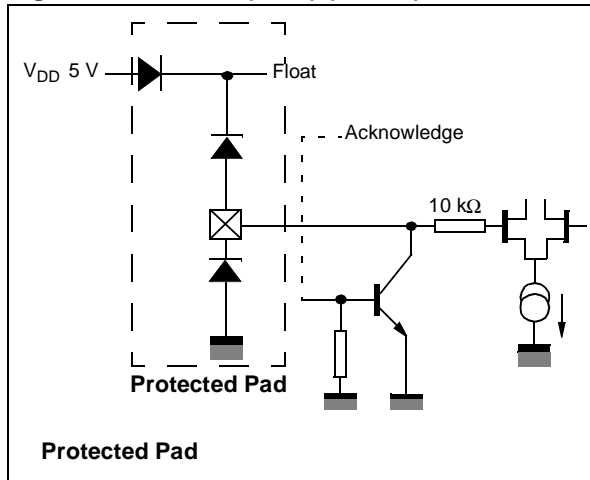 V_DD 5 V
Float
Acknowledge
10 kΩ
Protected Pad
Protected Pad